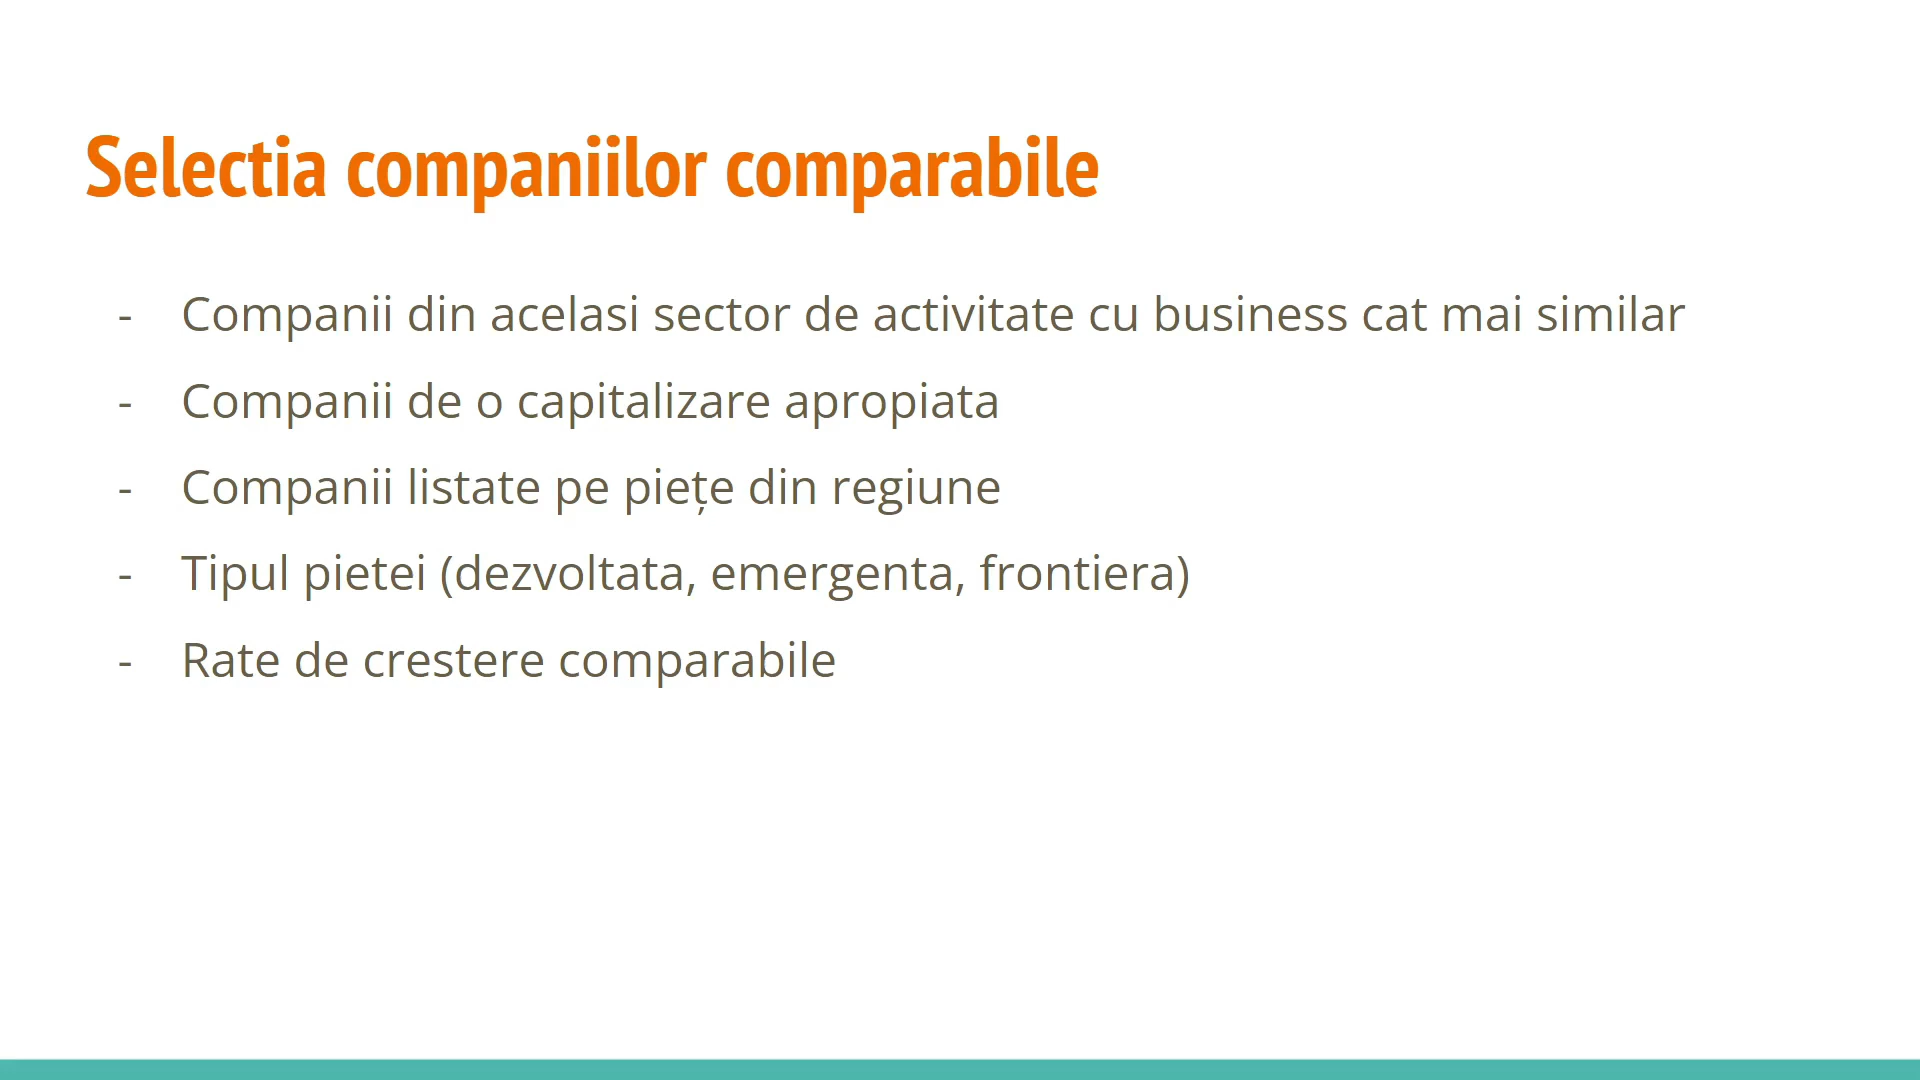 Selectia companiilor comparabile
- Companii din acelasi sector de activitate cu business cat mai similar
- Companii de o capitalizare apropiata
- Companii listate pe piețe din regiune
- Tipul pietei (dezvoltata, emergenta, frontiera)
- Rate de crestere comparabile